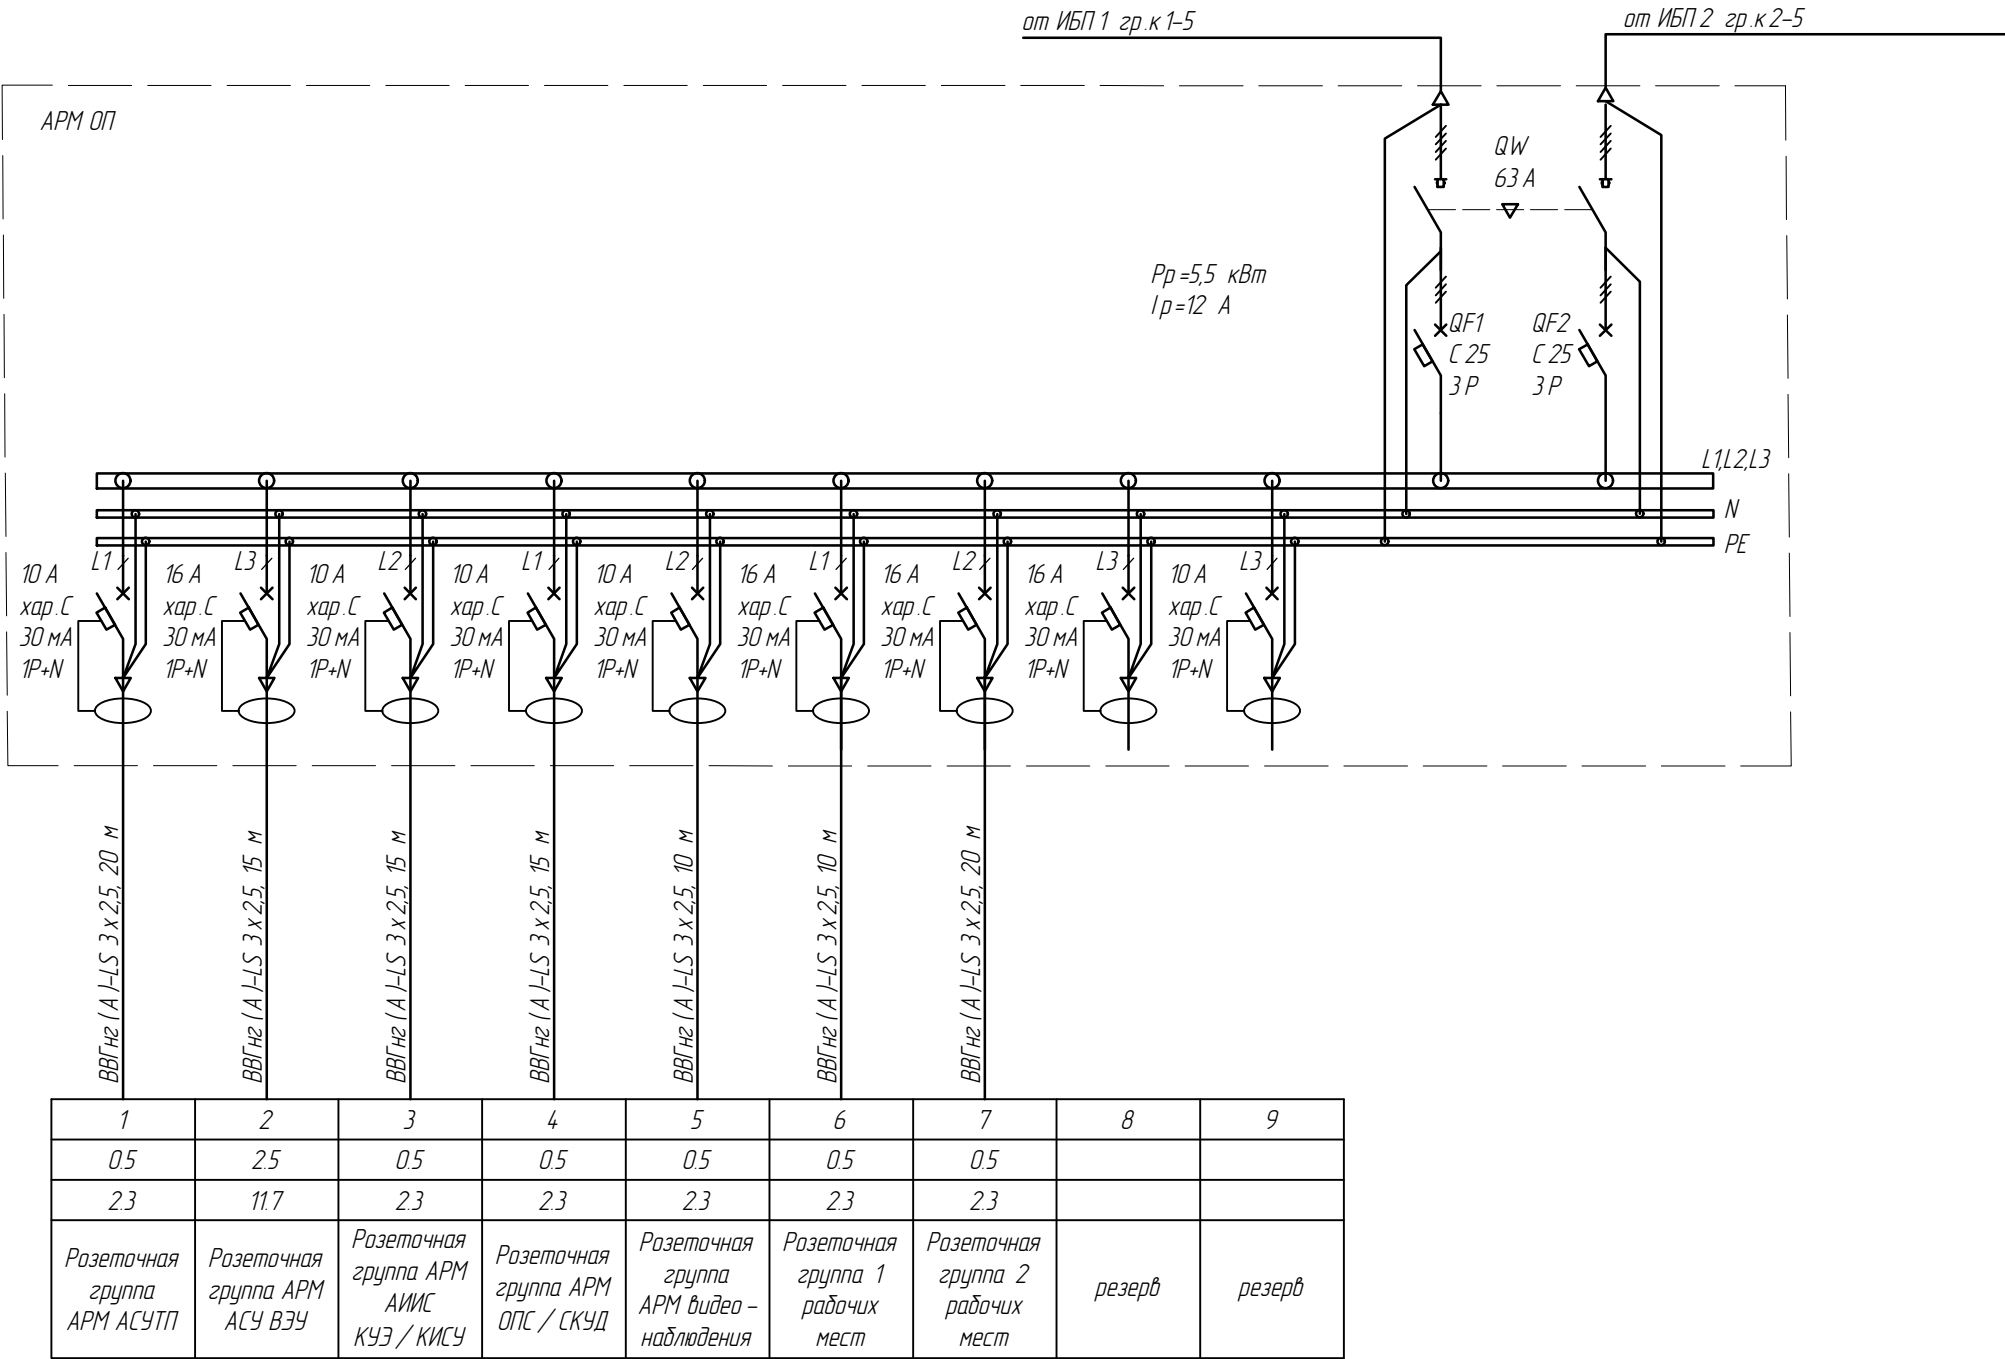 от ИБП 1 гр.к 1-5
от ИБП 2 гр.к 2-5
АРМ ОП
QW
63 А
Рр=5,5 кВт
Iр=12 А
QF1
С 25
3 Р
QF2
С 25
3 Р
L1,L2,L3
N
PE
L1
10 А
хар.С
30 мА
1Р+N
L3
16 А
хар.С
30 мА
1Р+N
L2
10 А
хар.С
30 мА
1Р+N
L1
10 А
хар.С
30 мА
1Р+N
L2
10 А
хар.С
30 мА
1Р+N
L1
16 А
хар.С
30 мА
1Р+N
L2
16 А
хар.С
30 мА
1Р+N
L3
16 А
хар.С
30 мА
1Р+N
L3
10 А
хар.С
30 мА
1Р+N
ВВГнг(А)-LS 3х2,5, 20 м
ВВГнг(А)-LS 3х2,5, 15 м
ВВГнг(А)-LS 3х2,5, 15 м
ВВГнг(А)-LS 3х2,5, 15 м
ВВГнг(А)-LS 3х2,5, 10 м
ВВГнг(А)-LS 3х2,5, 10 м
ВВГнг(А)-LS 3х2,5, 20 м
1 2 3 4 5 6 7 8 9
0.5 2.5 0.5 0.5 0.5 0.5 0.5
2.3 11.7 2.3 2.3 2.3 2.3 2.3
Розеточная
группа
АРМ АСУТП
Розеточная
группа АРМ
АСУ ВЭУ
Розеточная
группа АРМ
АИИС
КУЭ / КИСУ
Розеточная
группа АРМ
ОПС / СКУД
Розеточная
группа
АРМ видео-
наблюдения
Розеточная
группа 1
рабочих
мест
Розеточная
группа 2
рабочих
мест
резерв
резерв